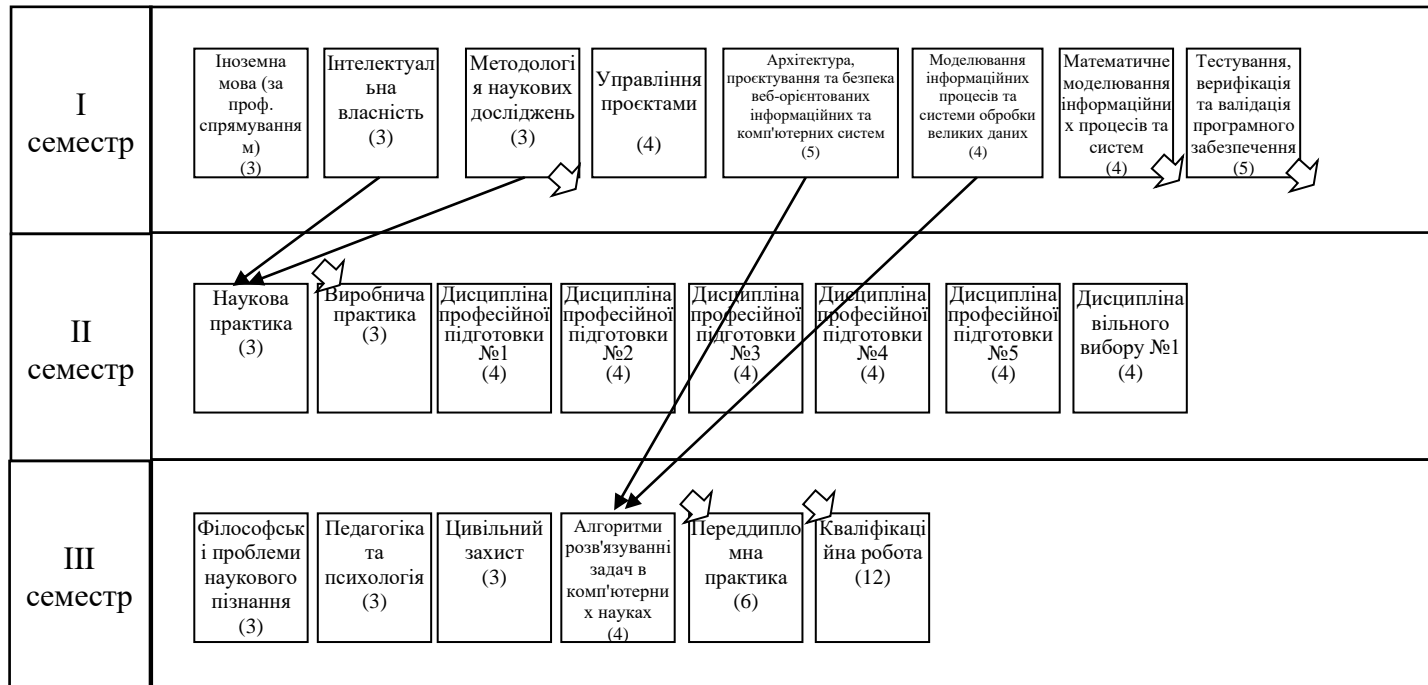 I
семестр
Іноземна
мова (за
проф.
спрямування
м)
(3)
Інтелектуал
ьна
власність
(3)
Методологі
я наукових
досліджень
(3)
Управління
проєктами
(4)
Архітектура,
проєктування та безпека
веб-орієнтованих
інформаційних та
комп'ютерних систем
(5)
Моделювання
інформаційних
процесів та
системи обробки
великих даних
(4)
Математичне
моделювання
інформаційни
х процесів та
систем
(4)
Тестування,
верифікація
та валідація
програмного
забезпечення
(5)
II
семестр
Наукова
практика
(3)
Виробнича
практика
(3)
Дисципліна
професійної
підготовки
№1
(4)
Дисципліна
професійної
підготовки
№2
(4)
Дисципліна
професійної
підготовки
№3
(4)
Дисципліна
професійної
підготовки
№4
(4)
Дисципліна
професійної
підготовки
№5
(4)
Дисципліна
вільного
вибору №1
(4)
III
семестр
Філософськ
і проблеми
наукового
пізнання
(3)
Педагогіка
та
психологія
(3)
Цивільний
захист
(3)
Алгоритми
розв'язуванні
задач в
комп'ютерни
х науках
(4)
Переддипло
мна
практика
(6)
Кваліфікаці
йна робота
(12)